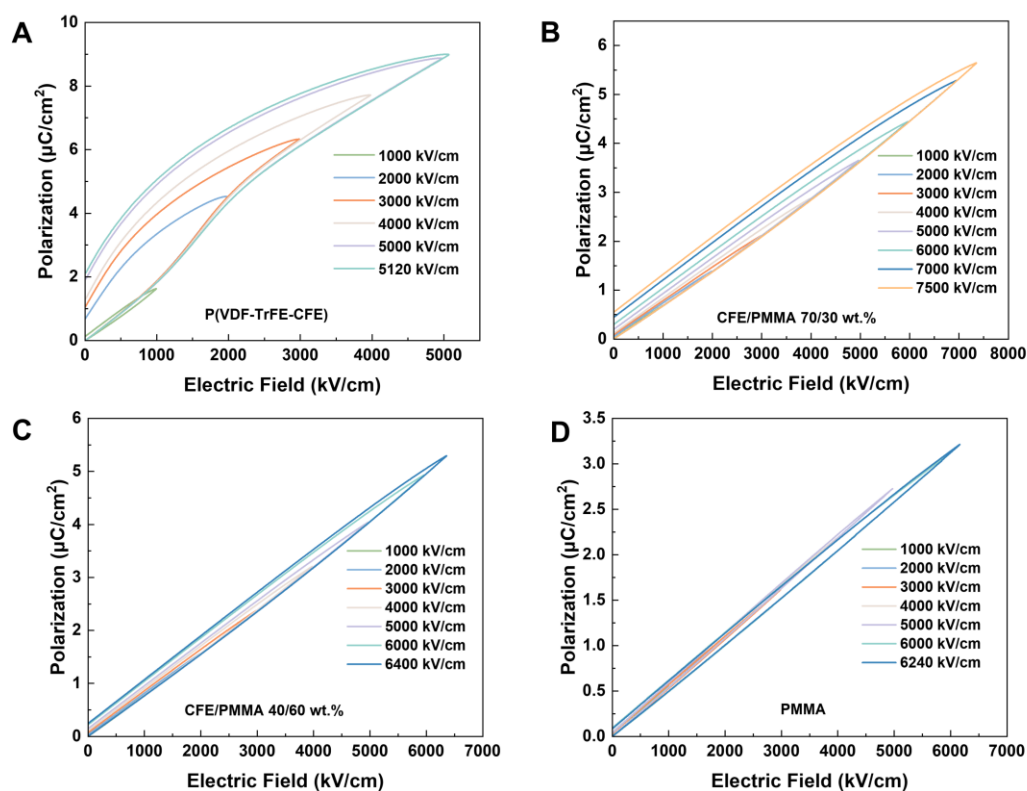 A
Polarization (µC/cm²)
10
8
6
4
2
0
1000 kV/cm
2000 kV/cm
3000 kV/cm
4000 kV/cm
5000 kV/cm
5120 kV/cm
P(VDF-TrFE-CFE)
0 1000 2000 3000 4000 5000
Electric Field (kV/cm)
B
Polarization (µC/cm²)
6
5
4
3
2
1
0
1000 kV/cm
2000 kV/cm
3000 kV/cm
4000 kV/cm
5000 kV/cm
6000 kV/cm
7000 kV/cm
7500 kV/cm
CFE/PMMA 70/30 wt.%
0 1000 2000 3000 4000 5000 6000 7000 8000
Electric Field (kV/cm)
C
Polarization (µC/cm²)
6
5
4
3
2
1
0
1000 kV/cm
2000 kV/cm
3000 kV/cm
4000 kV/cm
5000 kV/cm
6000 kV/cm
6400 kV/cm
CFE/PMMA 40/60 wt.%
0 1000 2000 3000 4000 5000 6000 7000
Electric Field (kV/cm)
D
Polarization (µC/cm²)
3.5
3.0
2.5
2.0
1.5
1.0
0.5
0.0
1000 kV/cm
2000 kV/cm
3000 kV/cm
4000 kV/cm
5000 kV/cm
6000 kV/cm
6240 kV/cm
PMMA
0 1000 2000 3000 4000 5000 6000 7000
Electric Field (kV/cm)